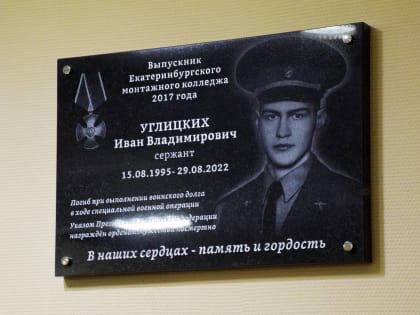 Выпускник
Екатеринбургского
монтажного колледжа
2017 года
УГЛИЦКИХ
Иван Владимирович
сержант
15.08.1995- 29.08.2022
Погиб при выполнении воинского долга
в ходе специальной военной операции
Указом
награждён посмертно
В наших сердцах - память и гордость